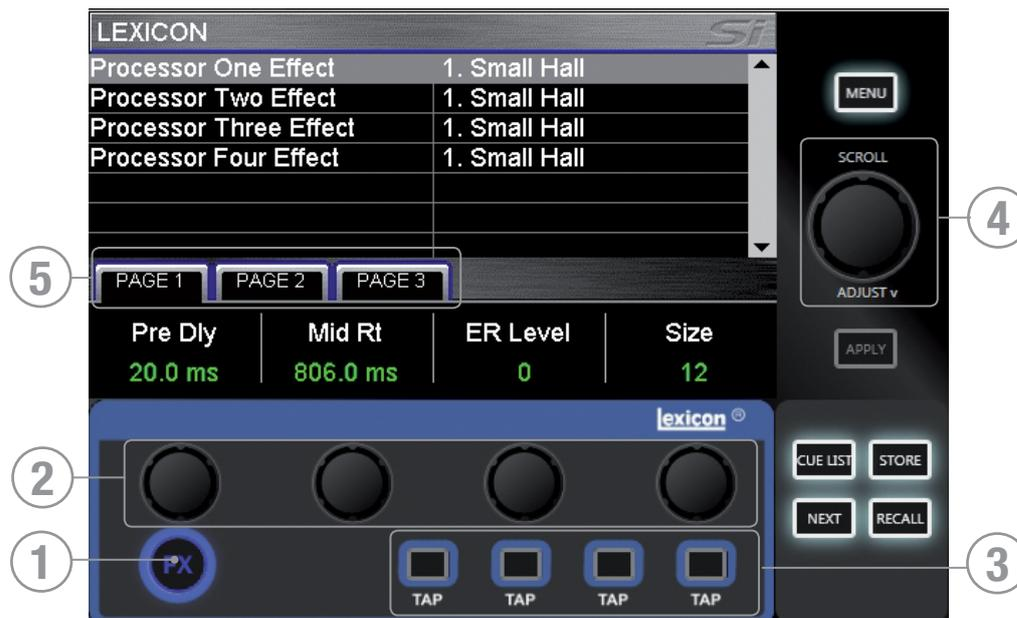 LEXICON Si
Processor One Effect 1. Small Hall
Processor Two Effect 1. Small Hall
Processor Three Effect 1. Small Hall
Processor Four Effect 1. Small Hall
PAGE 1 PAGE 2 PAGE 3
Pre Dly Mid Rt ER Level Size
20.0 ms 806.0 ms 0 12
lexicon ®
FX
TAP TAP TAP TAP
MENU
SCROLL
ADJUST v
APPLY
CUE LIST STORE
NEXT RECALL
5
2
1
4
3